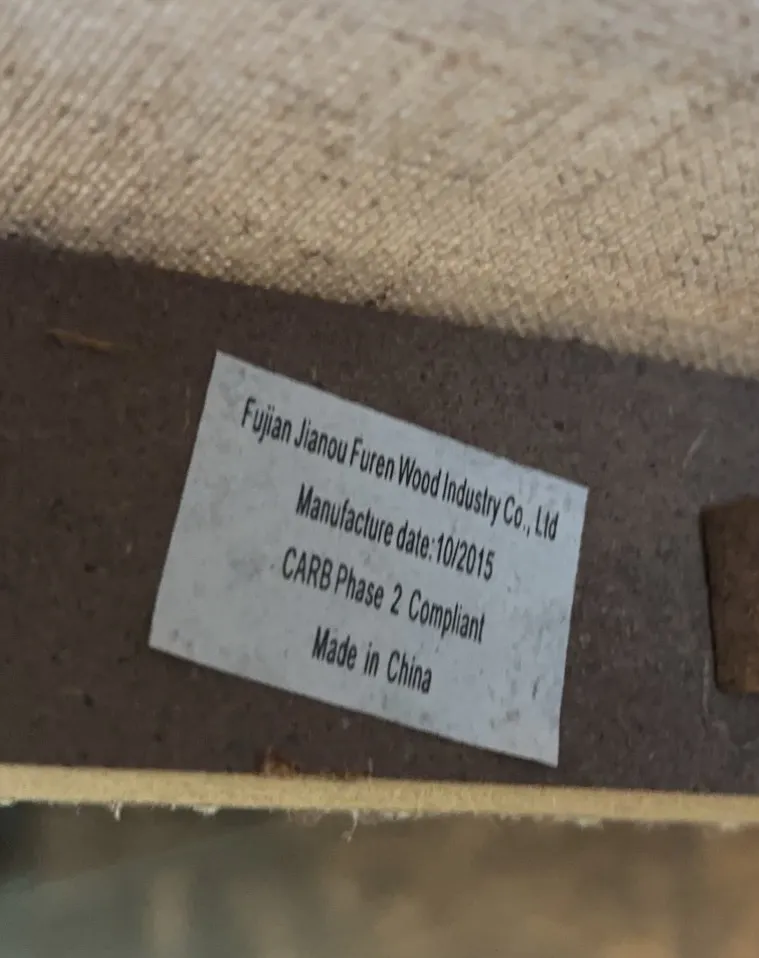 Fujian Jianou Furen Wood Industry Co., Ltd
Manufacture date:10/2015
CARB Phase 2 Compliant
Made in China